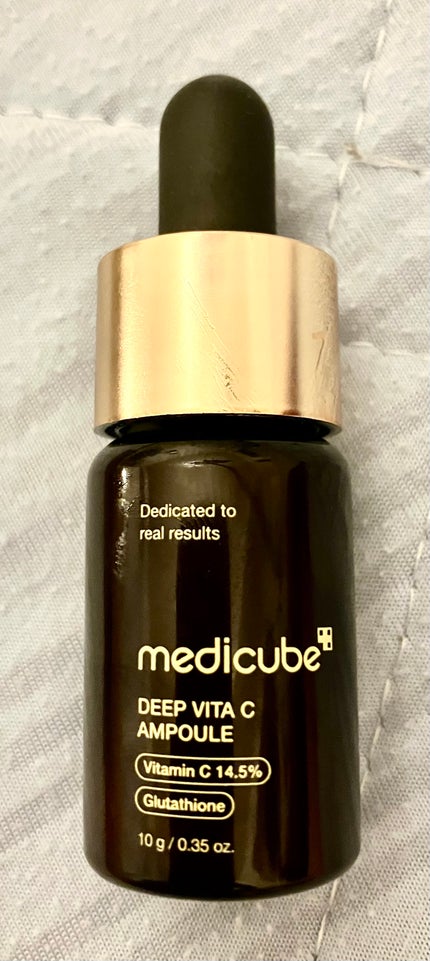 Dedicated to
real results
medicube
DEEP VITA C
AMPOULE
Vitamin C 14.5%
Glutathione
10 g / 0.35 oz.